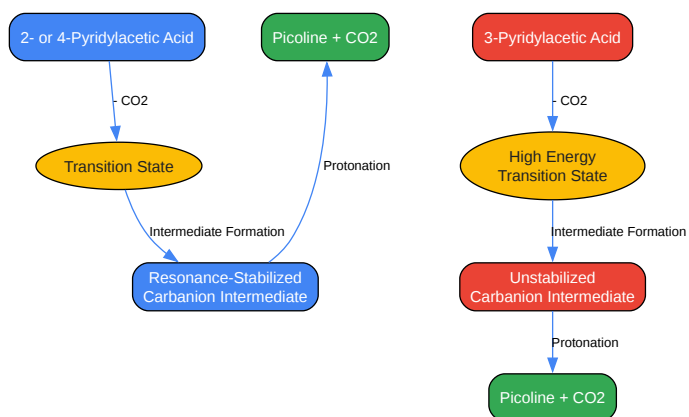 2- or 4-Pyridylacetic Acid
Picoline + CO2
3-Pyridylacetic Acid
- CO2
- CO2
Transition State
Protonation
High Energy
Transition State
Intermediate Formation
Intermediate Formation
Resonance-Stabilized
Carbanion Intermediate
Unstabilized
Carbanion Intermediate
Protonation
Picoline + CO2